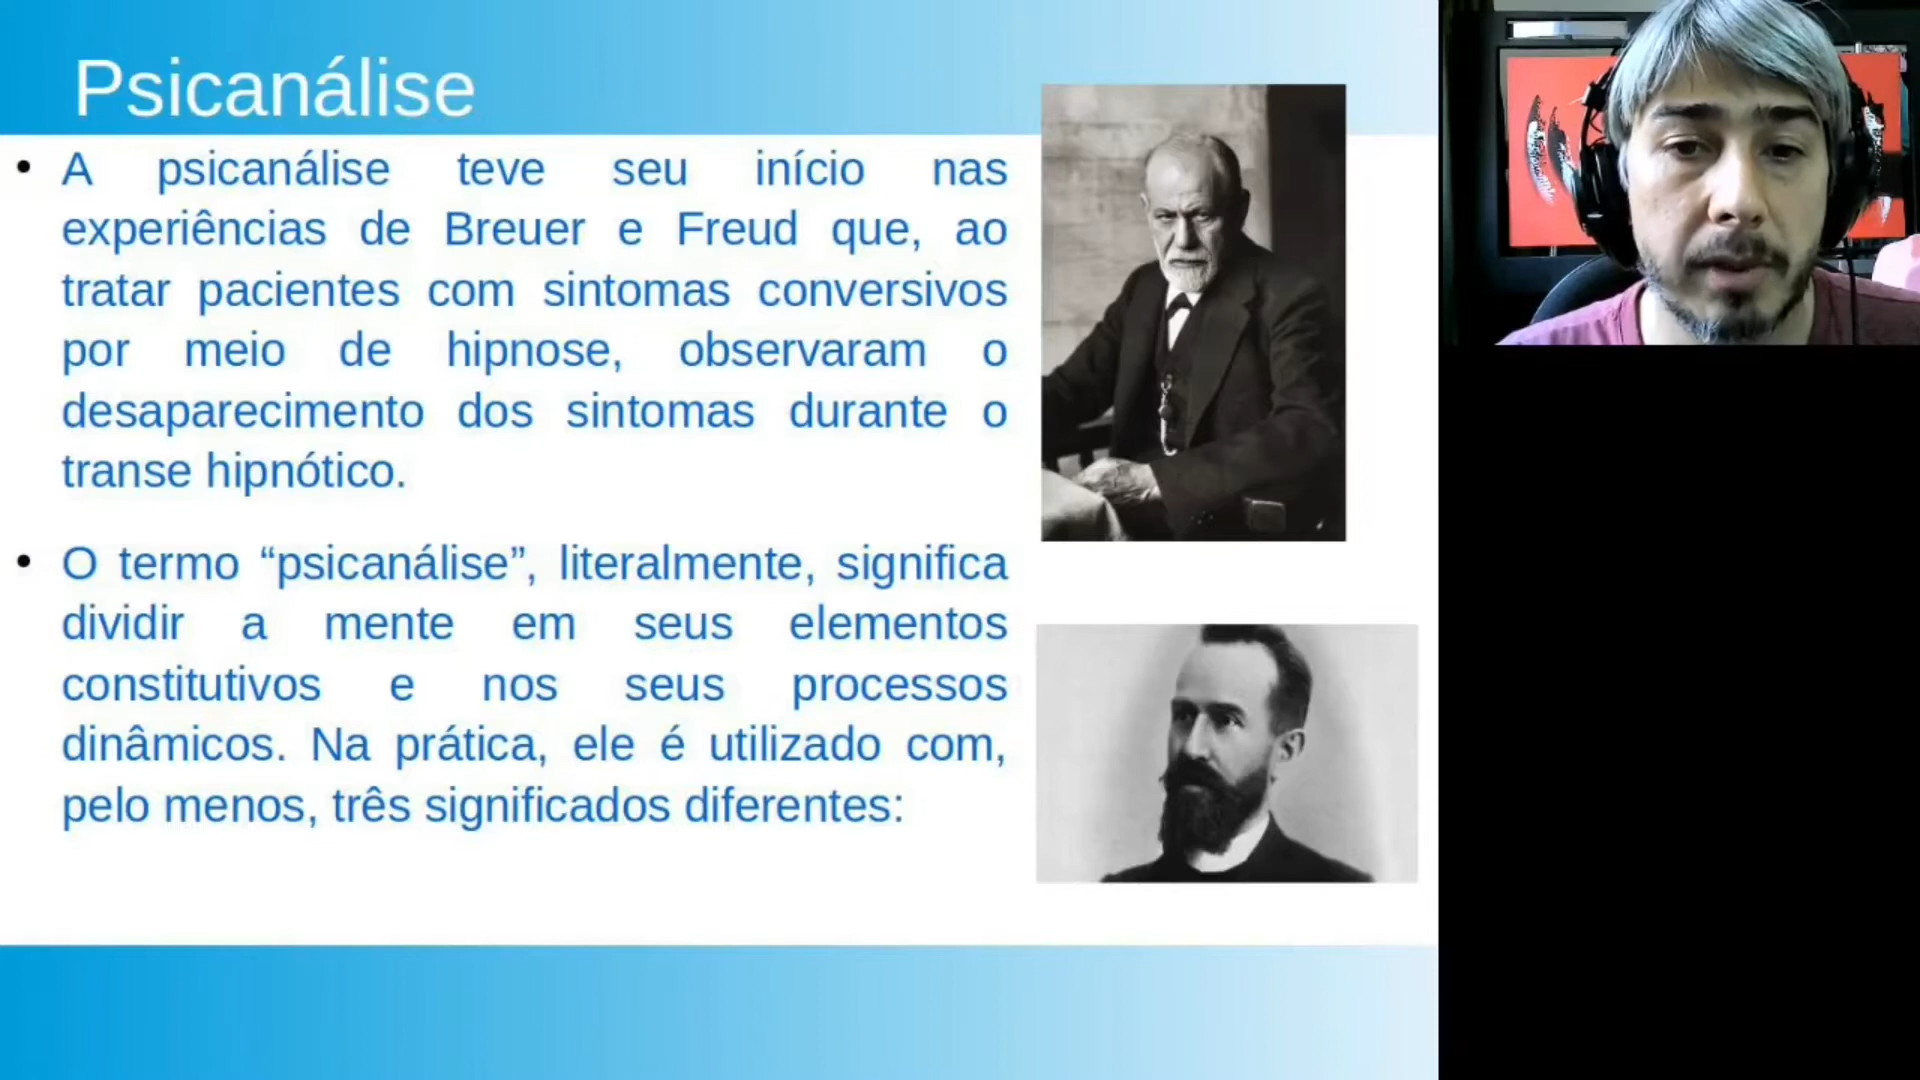 Psicanálise
• A psicanálise teve seu início nas
experiências de Breuer e Freud que, ao
tratar pacientes com sintomas conversivos
por meio de hipnose, observaram o
desaparecimento dos sintomas durante o
transe hipnótico.
• O termo “psicanálise”, literalmente, significa
dividir a mente em seus elementos
constitutivos e nos seus processos
dinâmicos. Na prática, ele é utilizado com,
pelo menos, três significados diferentes: